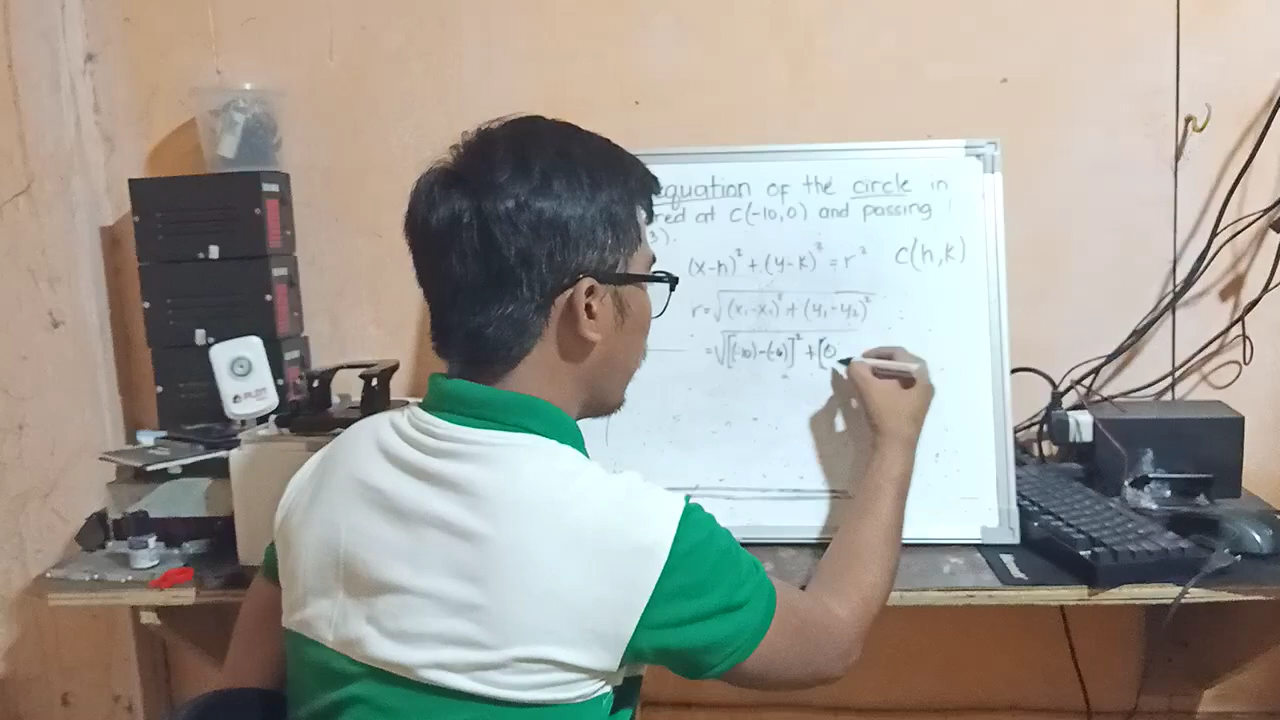 equation of the circle in
red at C(-10,0) and passing
3).
(x-h)² + (y-k)² = r² C(h,k)
r = √(x₁-x₂)² + (y₁-y₂)²
= √[(-10)-(-6)]² + [0